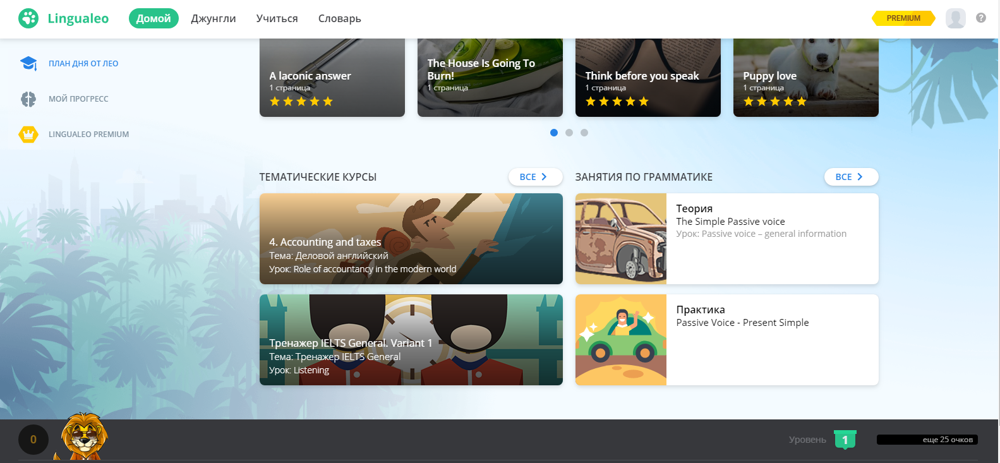 Lingualeo
Домой
Джунгли
Учиться
Словарь
PREMIUM
?
ПЛАН ДНЯ ОТ ЛЕО
МОЙ ПРОГРЕСС
LINGUALEO PREMIUM
A laconic answer
1 страница
The House Is Going To
Burn!
1 страница
Think before you speak
1 страница
Puppy love
1 страница
ТЕМАТИЧЕСКИЕ КУРСЫ
ВСЕ
4. Accounting and taxes
Тема: Деловой английский
Урок: Role of accountancy in the modern world
Тренажер IELTS General. Variant 1
Тема: Тренажер IELTS General
Урок: Listening
ЗАНЯТИЯ ПО ГРАММАТИКЕ
ВСЕ
Теория
The Simple Passive voice
Урок: Passive voice – general information
Практика
Passive Voice - Present Simple
0
Уровень
1
еще 25 очков